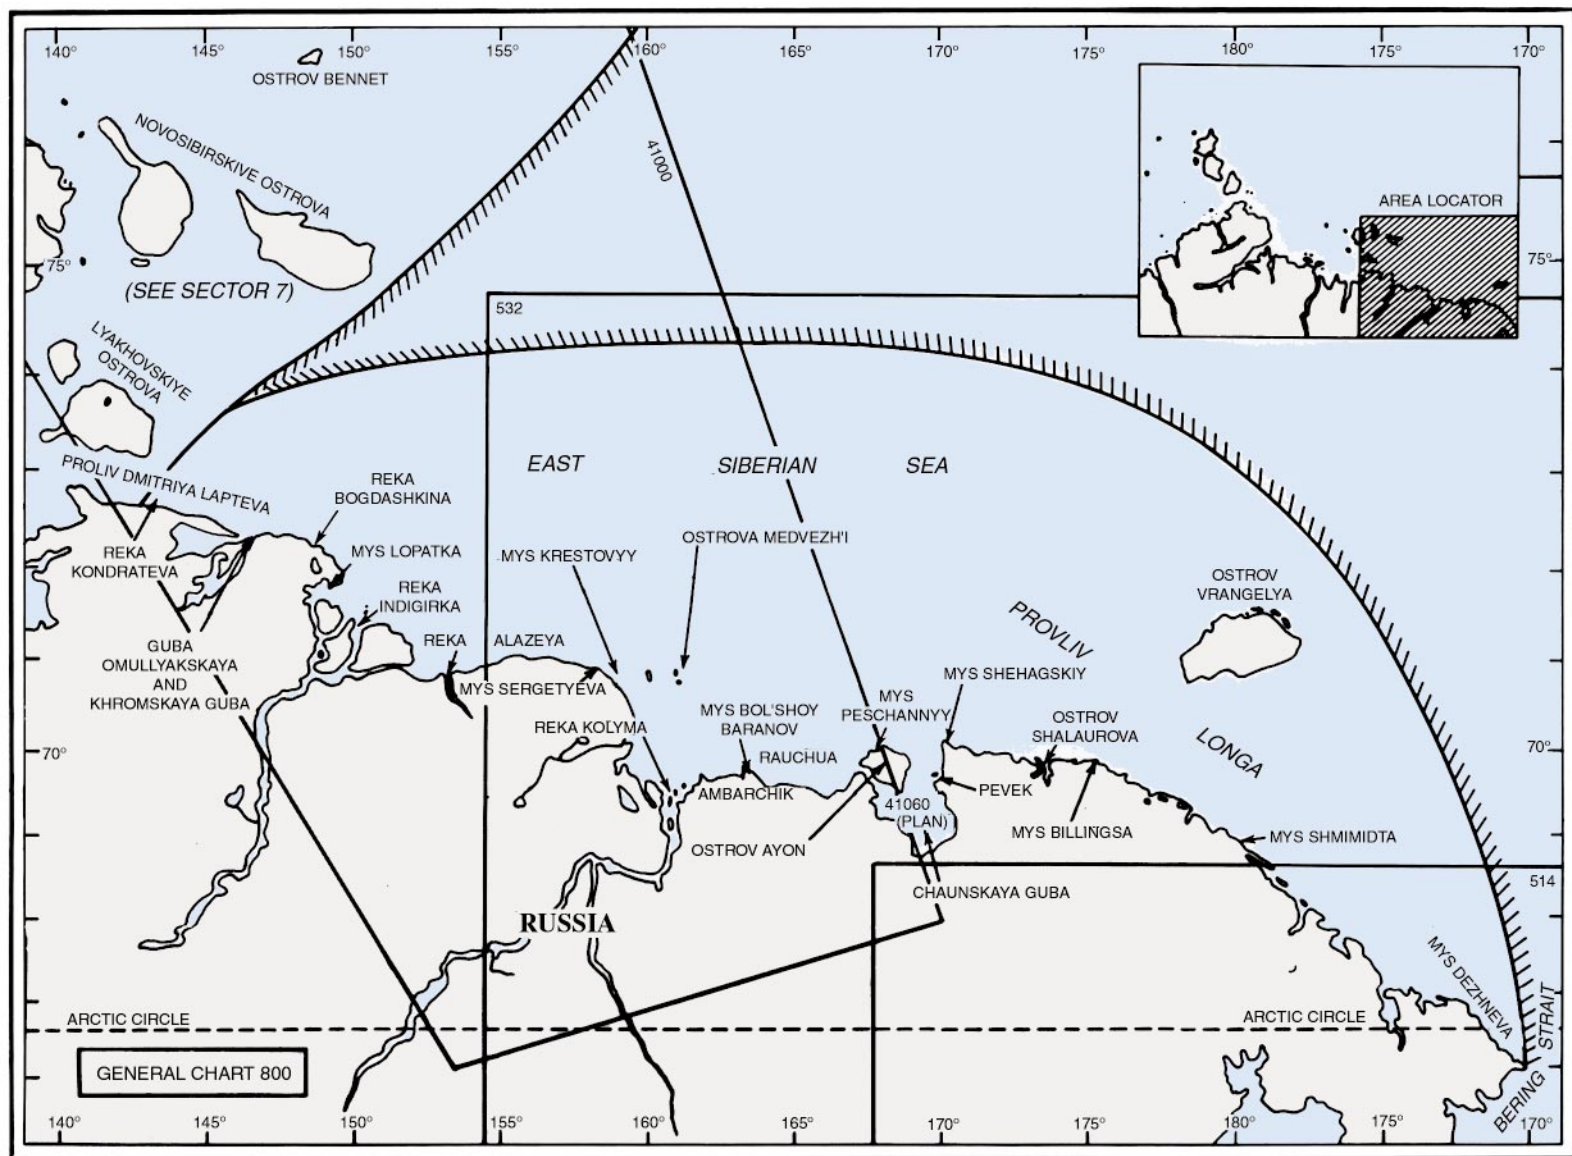 140°
145°
150°
155°
160°
165°
170°
180°
175°
170°
OSTROV BENNET
NOVOSIBIRSKIVE OSTROVA
41000
AREA LOCATOR
75°
75°
(SEE SECTOR 7)
532
LYAKHOVSKIYE
OSTROVA
EAST SIBERIAN SEA
PROLIV DMITRIYA LAPTEVA
REKA
BOGDASHKINA
REKA
KONDRATEVA
MYS LOPATKA
MYS KRESTOVYY
OSTROVA MEDVEZH'I
REKA
INDIGIRKA
OSTROV
VRANGELYA
PROVLIV
LONGA
GUBA
OMULLYAKSKAYA
AND
KHROMSKAYA GUBA
REKA ALAZEYA
MYS SERGETYEVA
MYS SHEHAGSKIY
MYS
PESCHANNYY
MYS BOL'SHOY
BARANOV
REKA KOLYMA
OSTROV
SHALAUROVA
70°
70°
RAUCHUA
AMBARCHIK
PEVEK
41060
(PLAN)
MYS BILLINGSA
MYS SHMIMIDTA
OSTROV AYON
CHAUNSKAYA GUBA
514
RUSSIA
MYS DEZHNEVA
ARCTIC CIRCLE
ARCTIC CIRCLE
BERING
STRAIT
GENERAL CHART 800
140°
145°
150°
155°
160°
165°
170°
180°
175°
170°